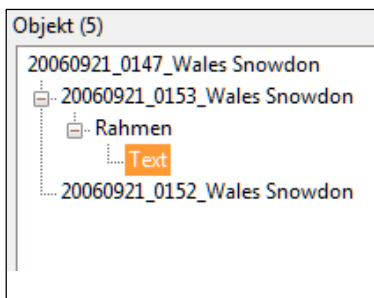 Objekt (5)
20060921_0147_Wales Snowdon
20060921_0153_Wales Snowdon
Rahmen
Text
20060921_0152_Wales Snowdon